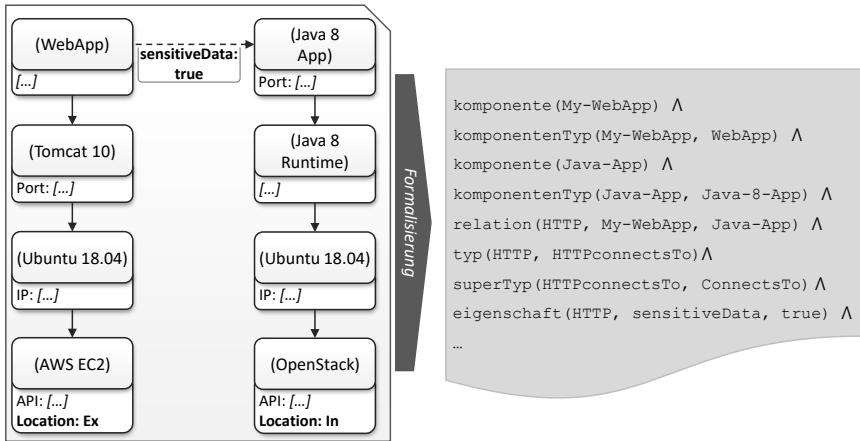 (WebApp)
[...]
sensitiveData:
true
(Java 8
App)
Port: [...]
(Tomcat 10)
Port: [...]
(Java 8
Runtime)
[...]
(Ubuntu 18.04)
IP: [...]
(Ubuntu 18.04)
IP: [...]
(AWS EC2)
API: [...]
Location: Ex
(OpenStack)
API: [...]
Location: In
Formalisierung
komponente(My-WebApp) Λ
komponentenTyp(My-WebApp, WebApp) Λ
komponente(Java-App) Λ
komponentenTyp(Java-App, Java-8-App) Λ
relation(HTTP, My-WebApp, Java-App) Λ
typ(HTTP, HTTPconnectsTo)Λ
superTyp(HTTPconnectsTo, ConnectsTo) Λ
eigenschaft(HTTP, sensitiveData, true) Λ
…